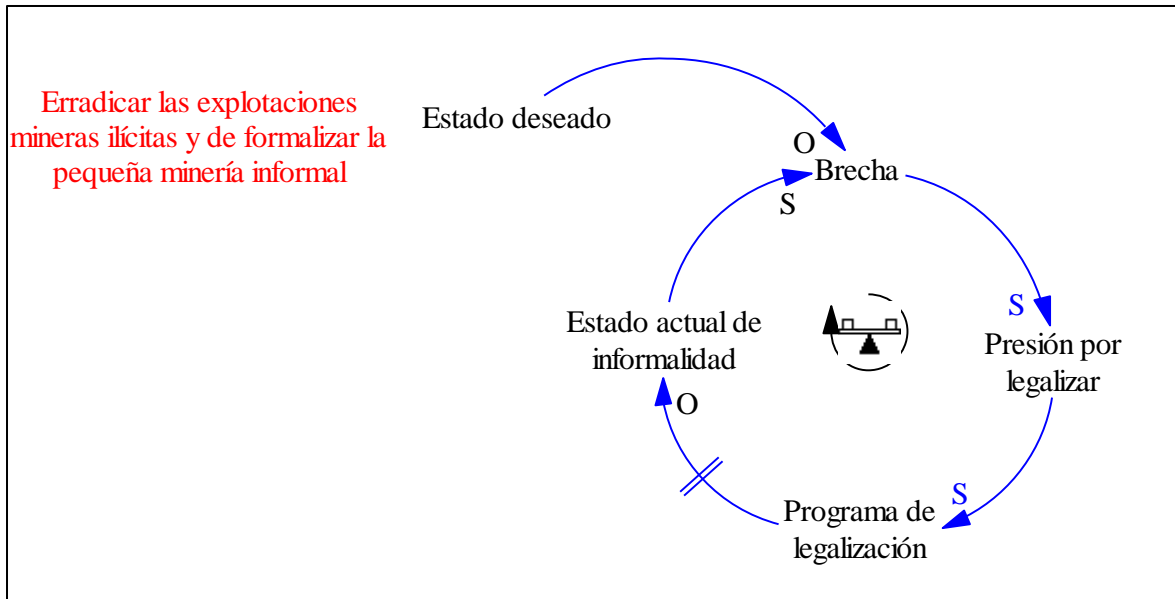 Erradicar las explotaciones
mineras ilícitas y de formalizar la
pequeña minería informal
Estado deseado
O
Brecha
S
Estado actual de
informalidad
S
Presión por
legalizar
O
S
Programa de
legalización